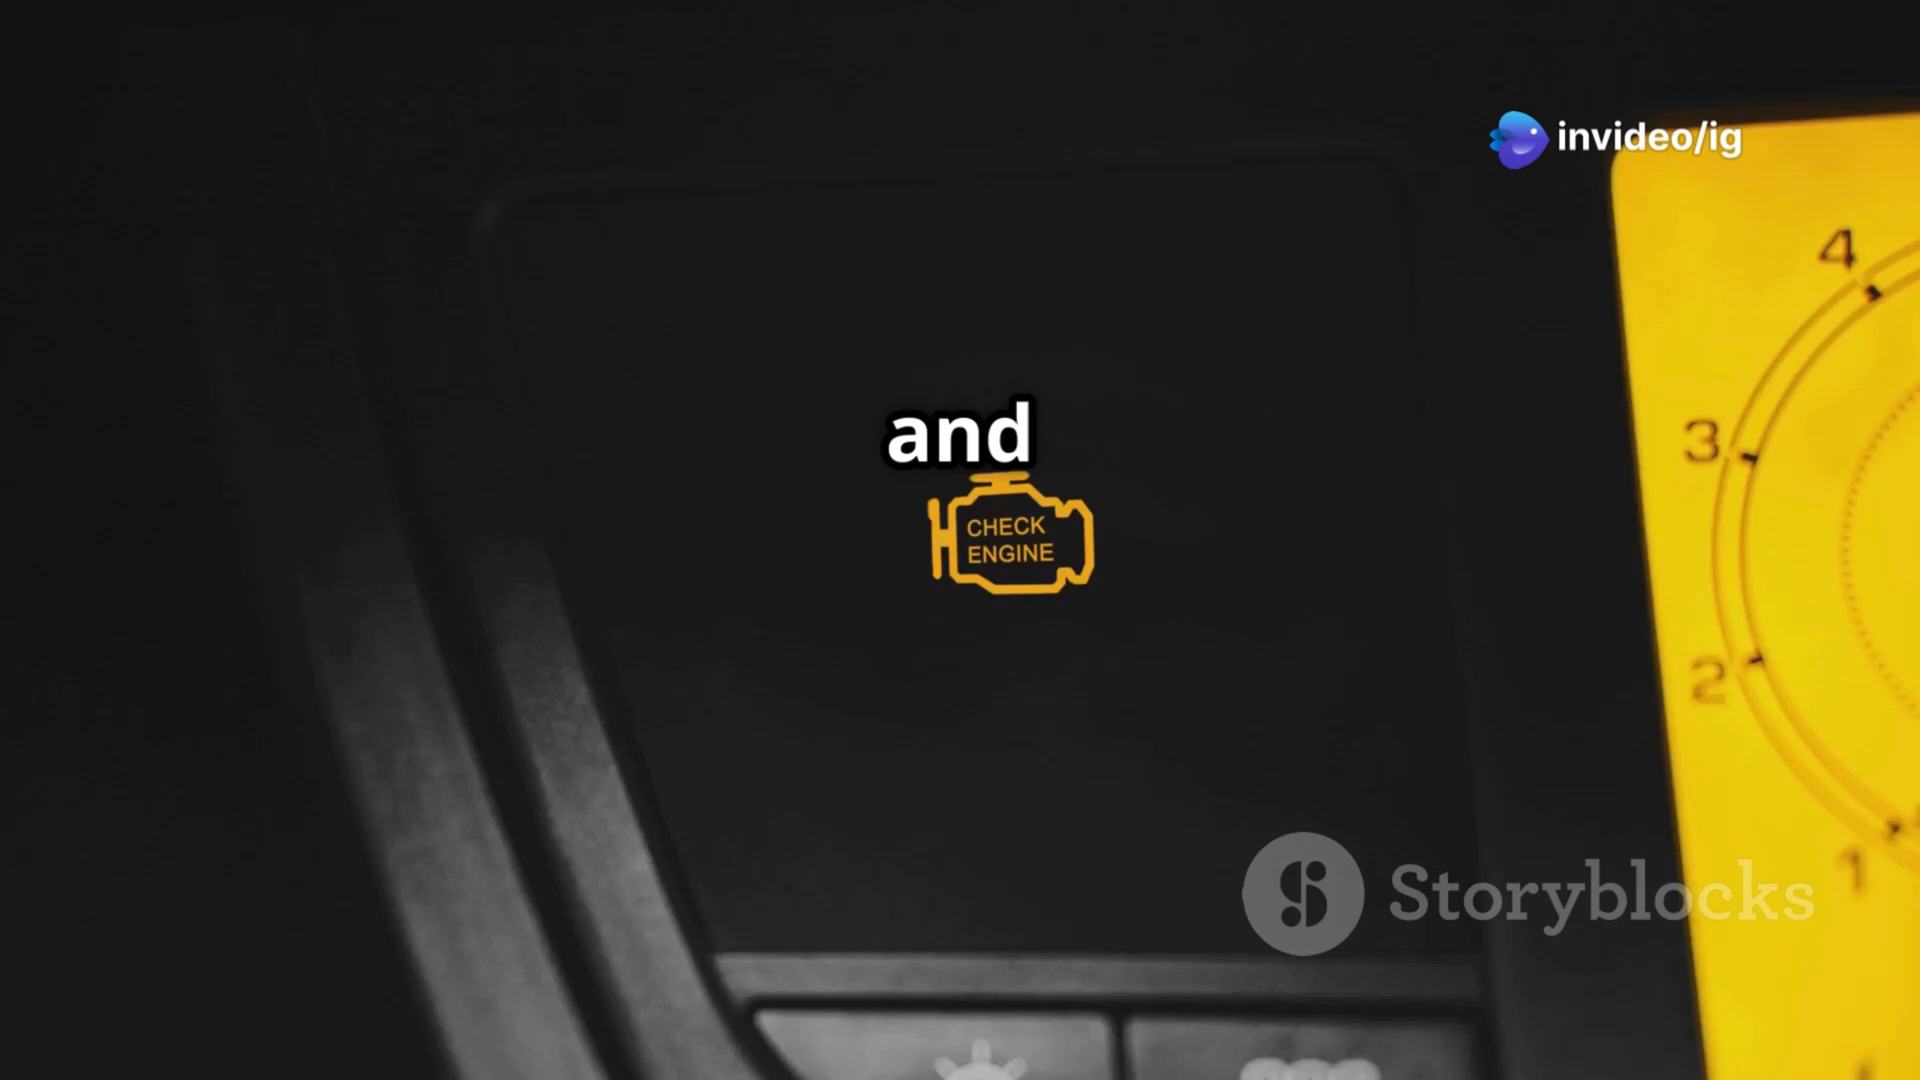 invideo/ig
4
and
3
CHECK
ENGINE
2
1
Storyblocks